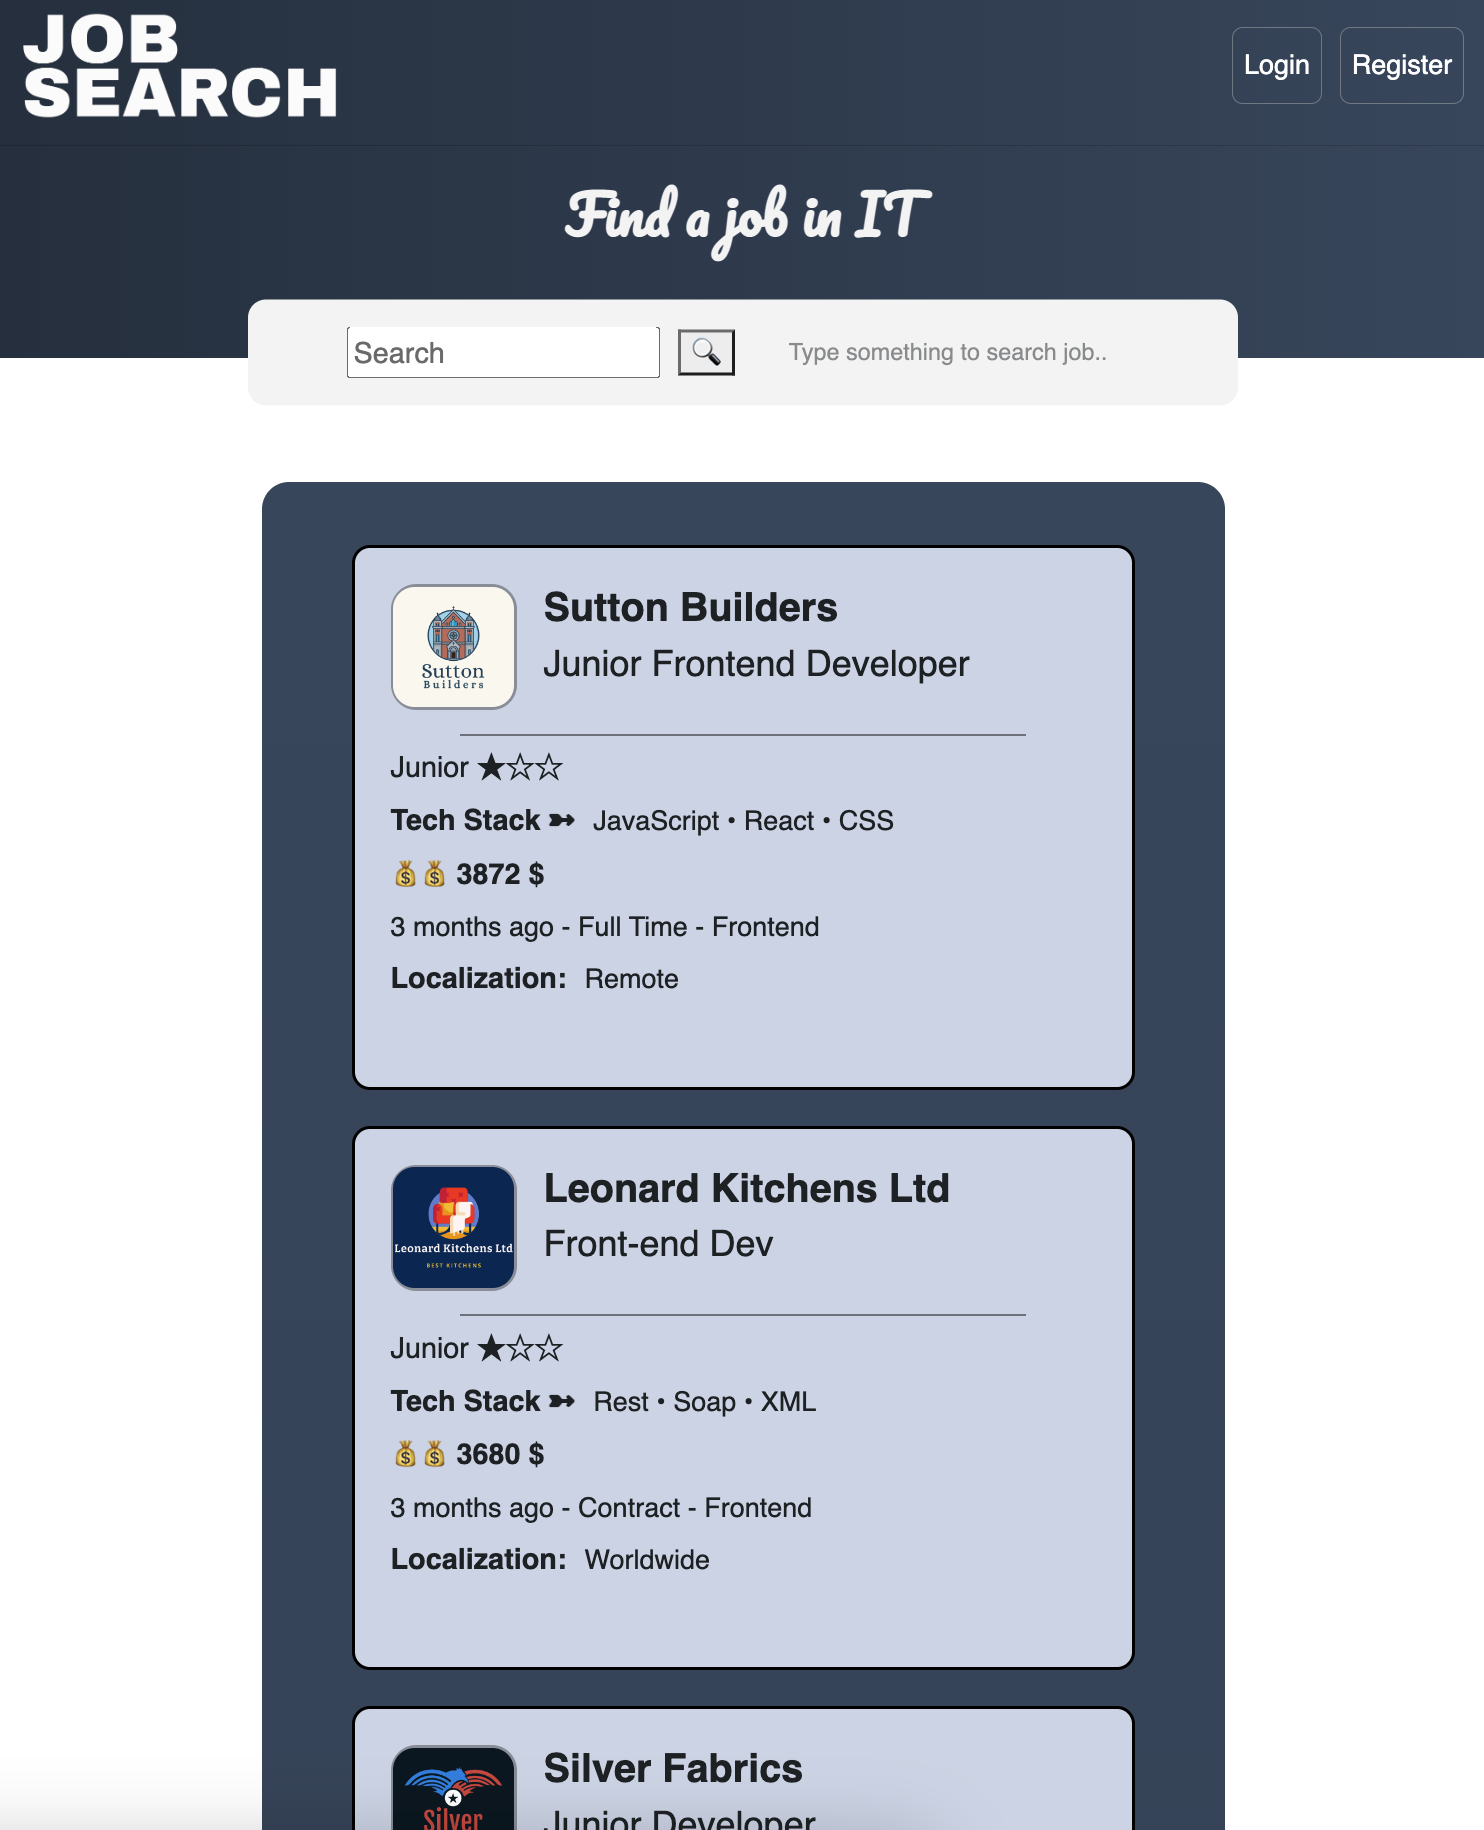 JOB
SEARCH
Login
Register
Find a job in IT
Search
Type something to search job..
Sutton
Builders
Sutton Builders
Junior Frontend Developer
Junior ★☆☆
Tech Stack ➳ JavaScript • React • CSS
💰💰 3872 $
3 months ago - Full Time - Frontend
Localization: Remote
Leonard Kitchens Ltd
BEST KITCHENS
Leonard Kitchens Ltd
Front-end Dev
Junior ★☆☆
Tech Stack ➳ Rest • Soap • XML
💰💰 3680 $
3 months ago - Contract - Frontend
Localization: Worldwide
Silver
Silver Fabrics
Junior Developer